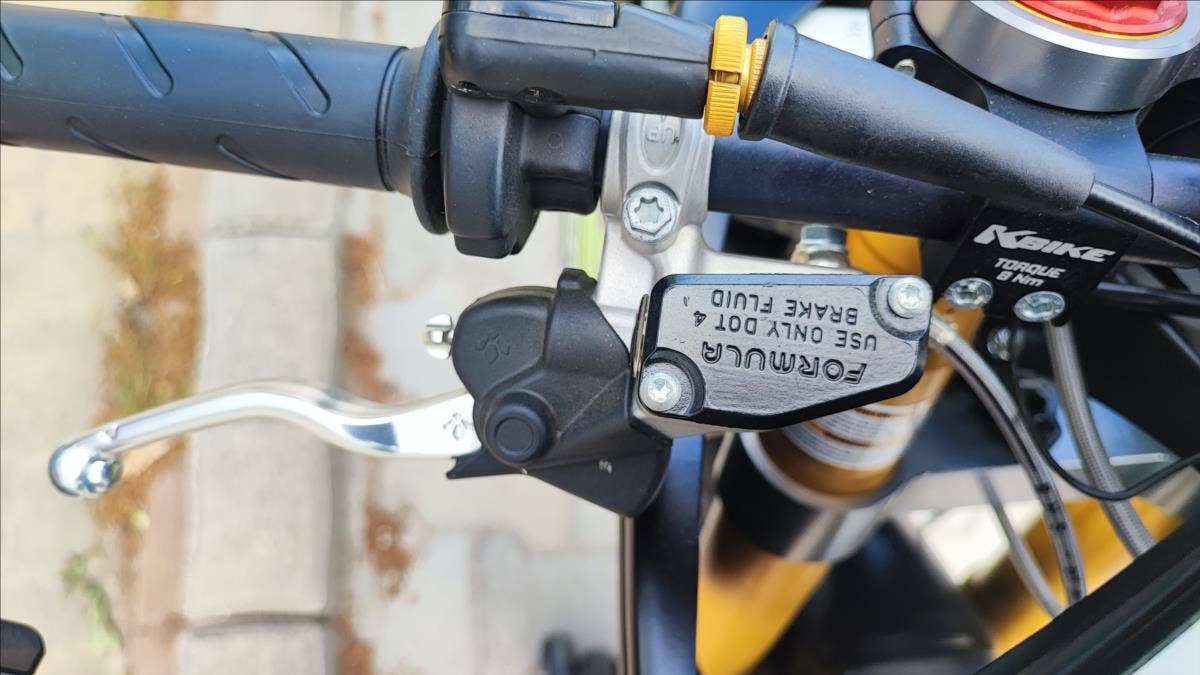 UP
KBIKE
TORQUE
8 Nm
FORMULA
USE ONLY DOT 4
BRAKE FLUID